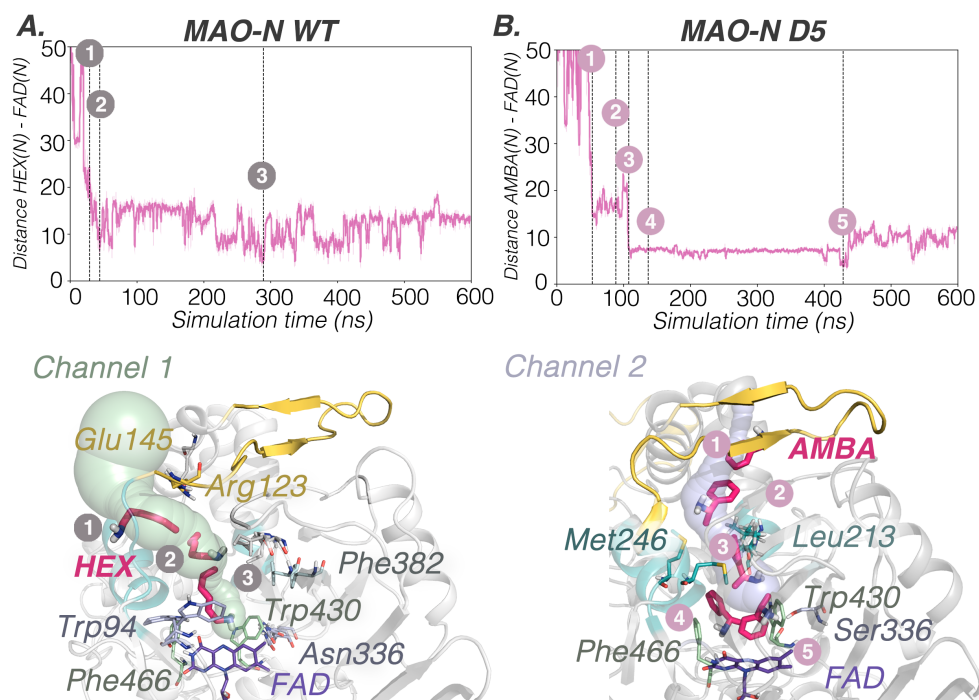 A. MAO-N WT
Distance HEX(N) - FAD(N)
50
40
30
20
10
0
1
2
3
0 100 200 300 400 500 600
Simulation time (ns)
B. MAO-N D5
Distance AMBA(N) - FAD(N)
50
40
30
20
10
0
1
2
3
4
5
0 100 200 300 400 500 600
Simulation time (ns)
Channel 1
Glu145
Arg123
1
HEX
2
3
Phe382
Trp430
Trp94
Asn336
Phe466
FAD
Channel 2
1
AMBA
2
Met246
3
Leu213
4
Trp430
Ser336
Phe466
5
FAD